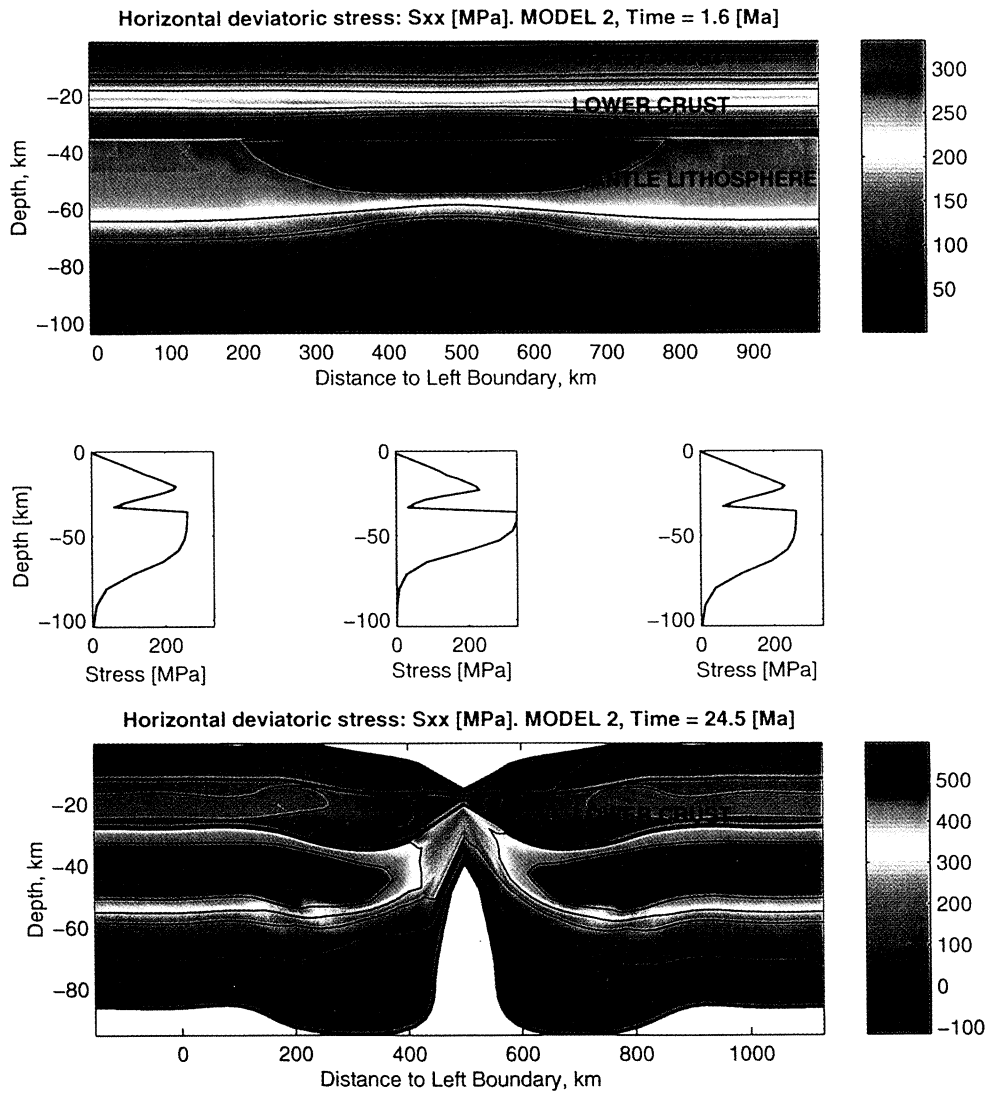 Horizontal deviatoric stress: Sxx [MPa]. MODEL 2, Time = 1.6 [Ma]
300
250
200
150
100
50
−20
−40
−60
−80
−100
Depth, km
LOWER CRUST
LITHOSPHERE
0 100 200 300 400 500 600 700 800 900
Distance to Left Boundary, km
0
−50
−100
Depth [km]
0 200
Stress [MPa]
0
−50
−100
0 200
Stress [MPa]
0
−50
−100
0 200
Stress [MPa]
Horizontal deviatoric stress: Sxx [MPa]. MODEL 2, Time = 24.5 [Ma]
500
400
300
200
100
0
−100
−20
−40
−60
−80
Depth, km
CRUST
0 200 400 600 800 1000
Distance to Left Boundary, km